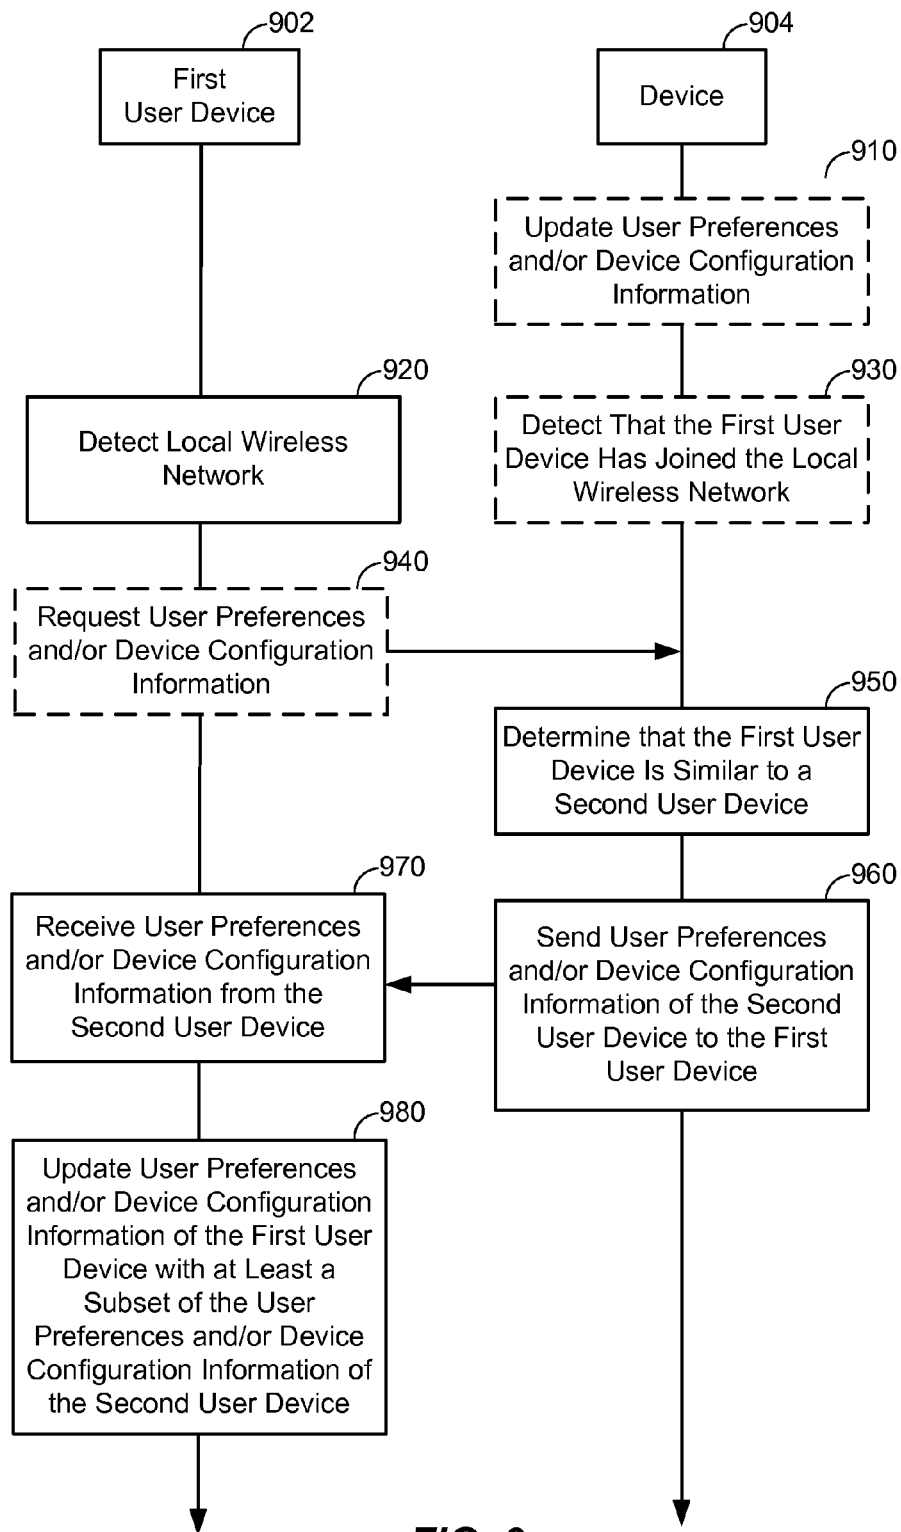 902
First
User Device
904
Device
910
Update User Preferences
and/or Device Configuration
Information
920
Detect Local Wireless
Network
930
Detect That the First User
Device Has Joined the Local
Wireless Network
940
Request User Preferences
and/or Device Configuration
Information
950
Determine that the First User
Device Is Similar to a
Second User Device
960
Send User Preferences
and/or Device Configuration
Information of the Second
User Device to the First
User Device
970
Receive User Preferences
and/or Device Configuration
Information from the
Second User Device
980
Update User Preferences
and/or Device Configuration
Information of the First User
Device with at Least a
Subset of the User
Preferences and/or Device
Configuration Information of
the Second User Device